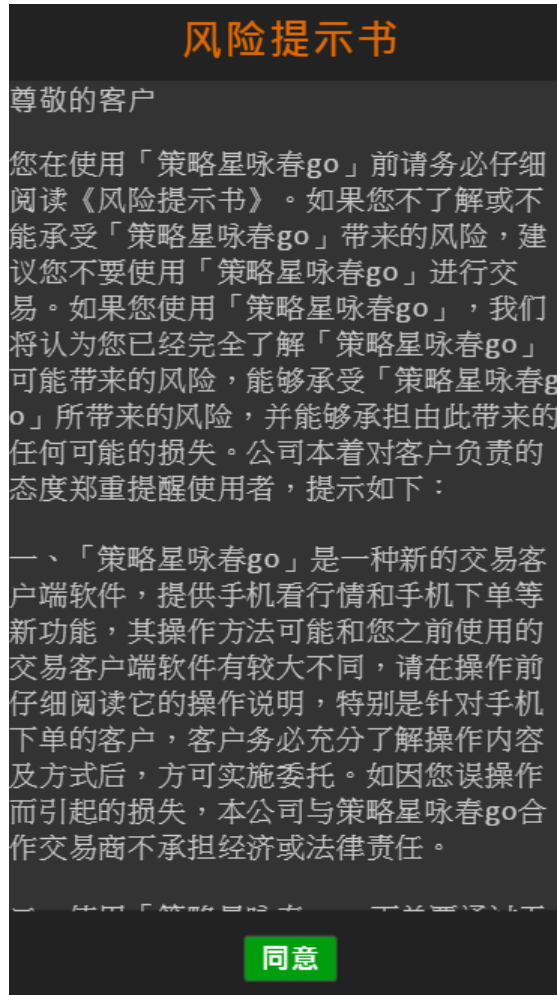 风险提示书
尊敬的客户
您在使用「策略星咏春go」前请务必仔细
阅读《风险提示书》。如果您不了解或不
能承受「策略星咏春go」带来的风险，建
议您不要使用「策略星咏春go」进行交
易。如果您使用「策略星咏春go」，我们
将认为您已经完全了解「策略星咏春go」
可能带来的风险，能够承受「策略星咏春g
o」所带来的风险，并能够承担由此带来的
任何可能的损失。公司本着对客户负责的
态度郑重提醒使用者，提示如下：
一、「策略星咏春go」是一种新的交易客
户端软件，提供手机看行情和手机下单等
新功能，其操作方法可能和您之前使用的
交易客户端软件有较大不同，请在操作前
仔细阅读它的操作说明，特别是针对手机
下单的客户，客户务必充分了解操作内容
及方式后，方可实施委托。如因您误操作
而引起的损失，本公司与策略星咏春go合
作交易商不承担经济或法律责任。
同意